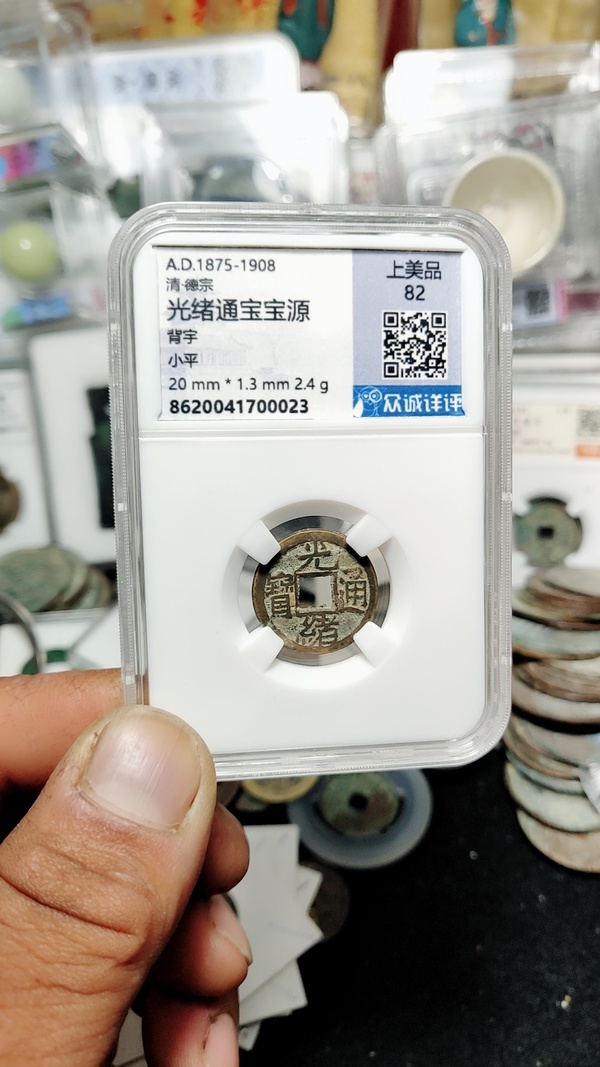 A.D.1875-1908
清·德宗
光绪通宝宝源
背宇
小平
20 mm * 1.3 mm 2.4 g
8620041700023
上美品
82
众诚详评
光
寶 通
緒